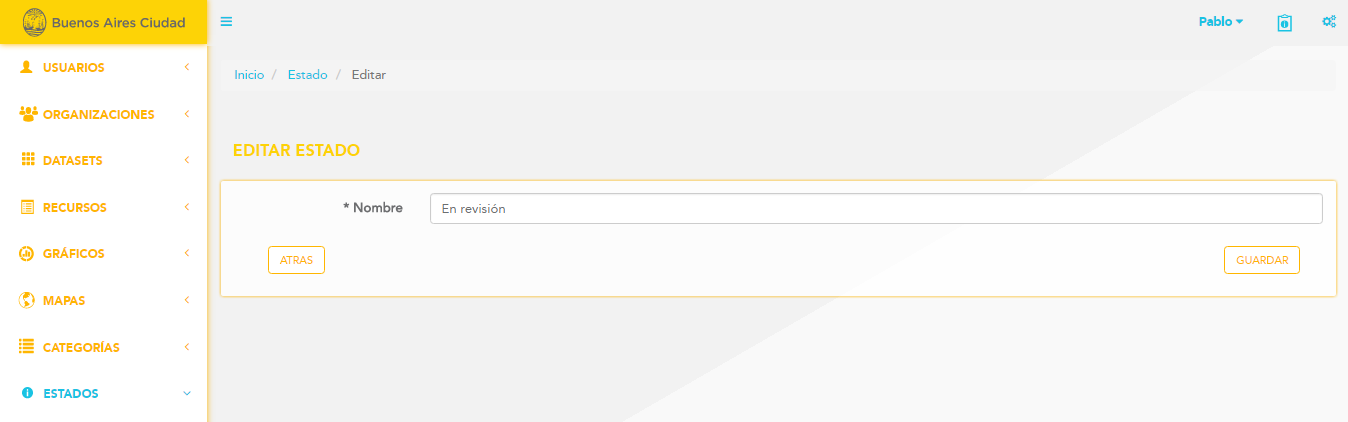 Buenos Aires Ciudad
Pablo
Inicio / Estado / Editar
USUARIOS
ORGANIZACIONES
DATASETS
RECURSOS
GRÁFICOS
MAPAS
CATEGORÍAS
ESTADOS
EDITAR ESTADO
* Nombre En revisión
ATRAS GUARDAR